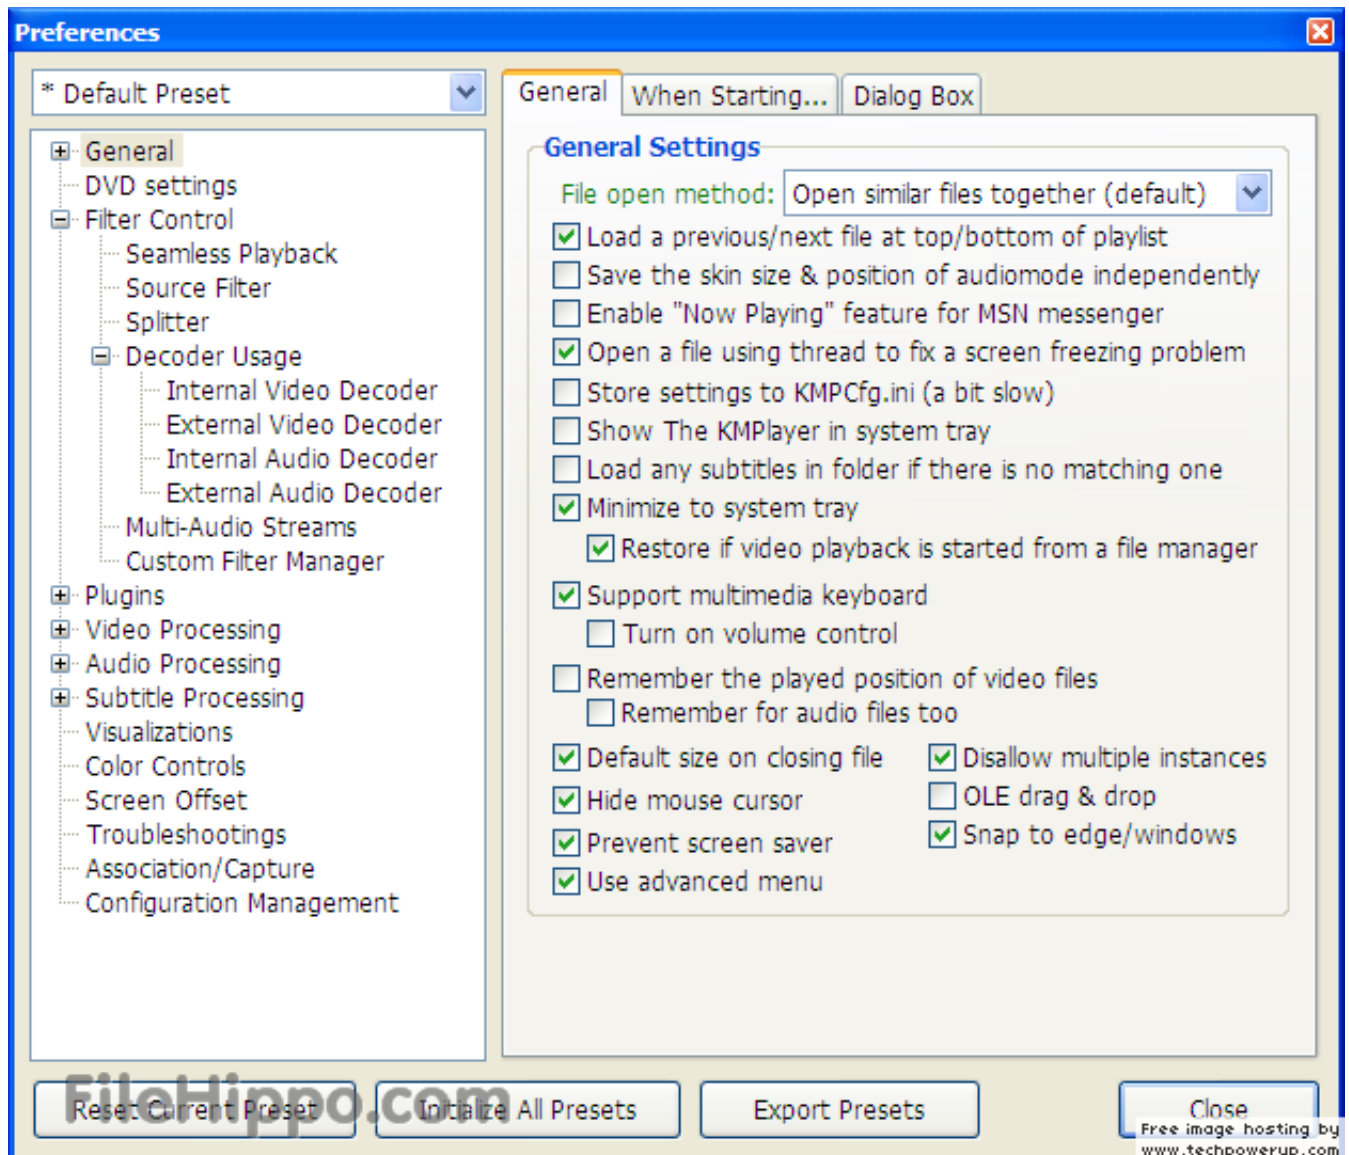 Preferences
* Default Preset
General
DVD settings
Filter Control
Seamless Playback
Source Filter
Splitter
Decoder Usage
Internal Video Decoder
External Video Decoder
Internal Audio Decoder
External Audio Decoder
Multi-Audio Streams
Custom Filter Manager
Plugins
Video Processing
Audio Processing
Subtitle Processing
Visualizations
Color Controls
Screen Offset
Troubleshootings
Association/Capture
Configuration Management
General
When Starting...
Dialog Box
General Settings
File open method: Open similar files together (default)
Load a previous/next file at top/bottom of playlist
Save the skin size & position of audiomode independently
Enable "Now Playing" feature for MSN messenger
Open a file using thread to fix a screen freezing problem
Store settings to KMPCfg.ini (a bit slow)
Show The KMPlayer in system tray
Load any subtitles in folder if there is no matching one
Minimize to system tray
Restore if video playback is started from a file manager
Support multimedia keyboard
Turn on volume control
Remember the played position of video files
Remember for audio files too
Default size on closing file
Disallow multiple instances
Hide mouse cursor
OLE drag & drop
Prevent screen saver
Snap to edge/windows
Use advanced menu
Reset Current Preset
Initialize All Presets
Export Presets
Close
FileHippo.com
Free image hosting by
www.techpowerup.com